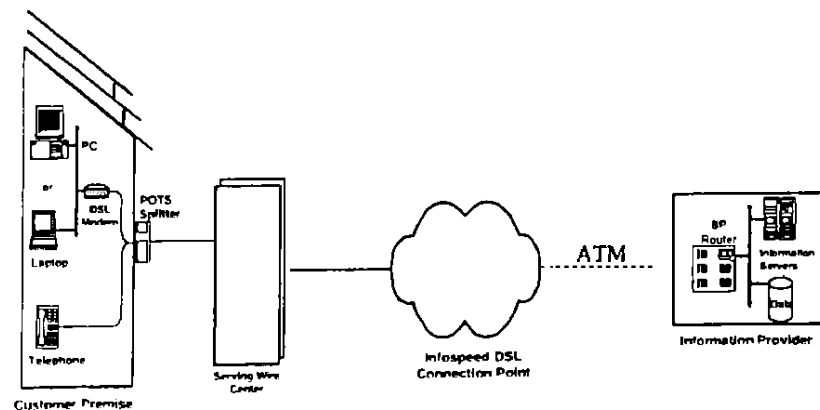 PC
or
DSL
Modem
Laptop
Telephone
POTS
Splitter
Customer Premise
Serving Wire
Center
Infospeed DSL
Connection Point
ATM
Router
Information
Servers
Data
Information Provider